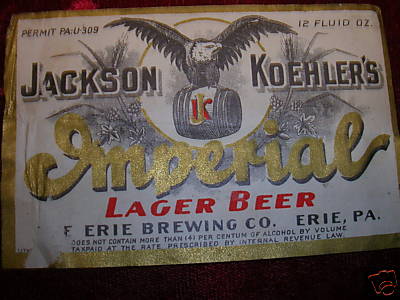 PERMIT PA.U-309
12 FLUID OZ.
JACKSON KOEHLER'S
JK
Imperial
LAGER BEER
E ERIE BREWING CO. ERIE, PA.
DOES NOT CONTAIN MORE THAN (4) PER CENTUM OF ALCOHOL BY VOLUME
TAXPAID AT THE RATE PRESCRIBED BY INTERNAL REVENUE LAW.